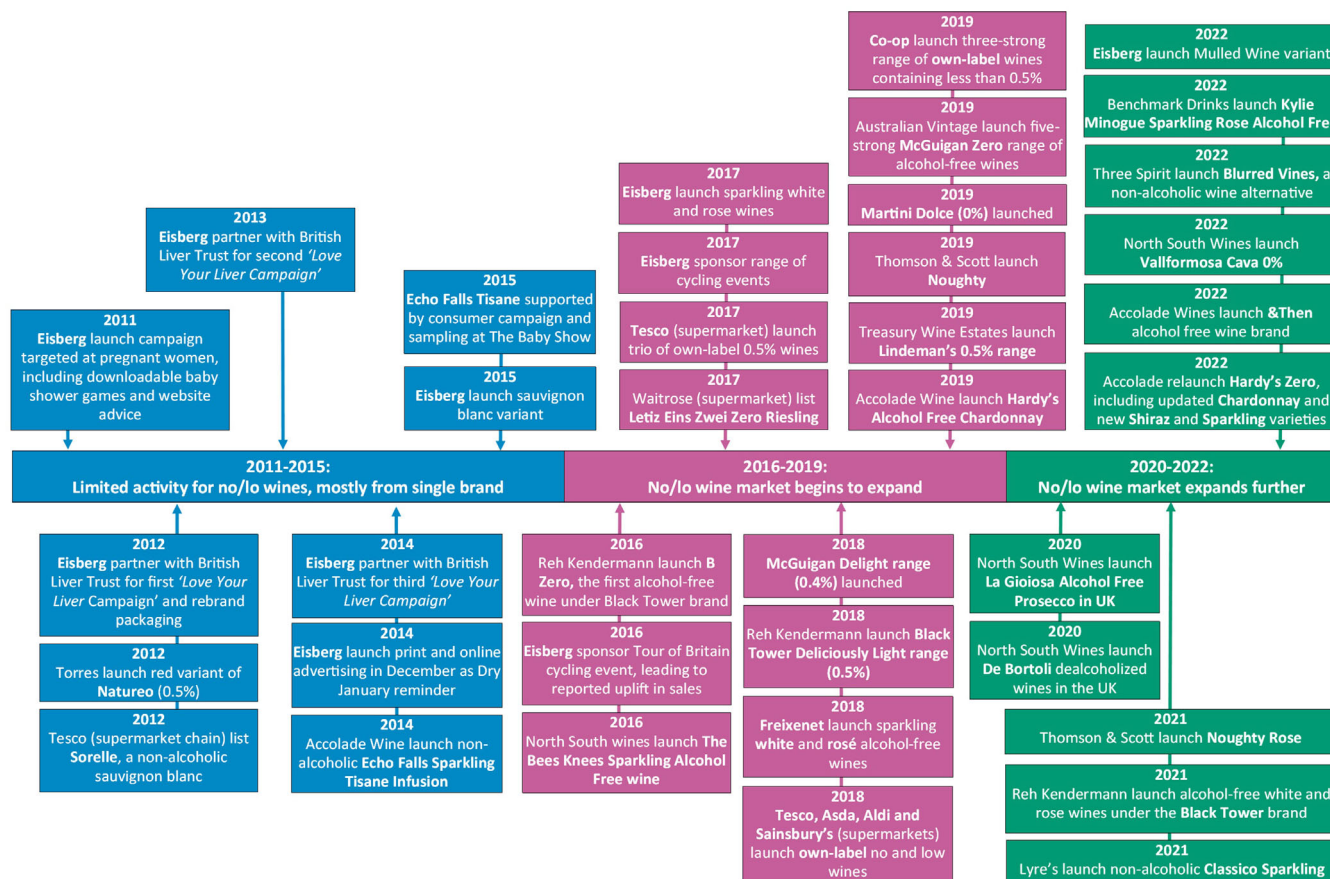 2011
Eisberg launch campaign
targeted at pregnant women,
including downloadable baby
shower games and website
advice
2013
Eisberg partner with British
Liver Trust for second ‘Love
Your Liver Campaign’
2015
Echo Falls Tisane supported
by consumer campaign and
sampling at The Baby Show
2015
Eisberg launch sauvignon
blanc variant
2017
Eisberg launch sparkling white
and rose wines
2017
Eisberg sponsor range of
cycling events
2017
Tesco (supermarket) launch
trio of own-label 0.5% wines
2017
Waitrose (supermarket) list
Letiz Eins Zwei Zero Riesling
2019
Co-op launch three-strong
range of own-label wines
containing less than 0.5%
2019
Australian Vintage launch five-
strong McGuigan Zero range of
alcohol-free wines
2019
Martini Dolce (0%) launched
2019
Thomson & Scott launch
Noughty
2019
Treasury Wine Estates launch
Lindeman’s 0.5% range
2019
Accolade Wine launch Hardy’s
Alcohol Free Chardonnay
2022
Eisberg launch Mulled Wine variant
2022
Benchmark Drinks launch Kylie
Minogue Sparkling Rose Alcohol Fre
2022
Three Spirit launch Blurred Vines, a
non-alcoholic wine alternative
2022
North South Wines launch
Vallformosa Cava 0%
2022
Accolade Wines launch &Then
alcohol free wine brand
2022
Accolade relaunch Hardy’s Zero,
including updated Chardonnay and
new Shiraz and Sparkling varieties
2011-2015:
Limited activity for no/lo wines, mostly from single brand
2016-2019:
No/lo wine market begins to expand
2020-2022:
No/lo wine market expands further
2012
Eisberg partner with British
Liver Trust for first ‘Love Your
Liver Campaign’ and rebrand
packaging
2012
Torres launch red variant of
Natureo (0.5%)
2012
Tesco (supermarket chain) list
Sorelle, a non-alcoholic
sauvignon blanc
2014
Eisberg partner with British
Liver Trust for third ‘Love Your
Liver Campaign’
2014
Eisberg launch print and online
advertising in December as Dry
January reminder
2014
Accolade Wine launch non-
alcoholic Echo Falls Sparkling
Tisane Infusion
2016
Reh Kendermann launch B
Zero, the first alcohol-free
wine under Black Tower brand
2016
Eisberg sponsor Tour of Britain
cycling event, leading to
reported uplift in sales
2016
North South wines launch The
Bees Knees Sparkling Alcohol
Free wine
2018
McGuigan Delight range
(0.4%) launched
2018
Reh Kendermann launch Black
Tower Deliciously Light range
(0.5%)
2018
Freixenet launch sparkling
white and rosé alcohol-free
wines
2018
Tesco, Asda, Aldi and
Sainsbury’s (supermarkets)
launch own-label no and low
wines
2020
North South Wines launch
La Gioiosa Alcohol Free
Prosecco in UK
2020
North South Wines launch
De Bortoli dealcoholized
wines in the UK
2021
Thomson & Scott launch Noughty Rose
2021
Reh Kendermann launch alcohol-free white and
rose wines under the Black Tower brand
2021
Lyre’s launch non-alcoholic Classico Sparkling